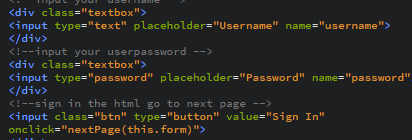 <!--input your username -->
<div class="textbox">
<input type="text" placeholder="Username" name="username">
</div>
<!--input your userpassword -->
<div class="textbox">
<input type="password" placeholder="Password" name="password"
</div>
<!--sign in the html go to next page -->
<input class="btn" type="button" value="Sign In"
onclick="nextPage(this.form)">